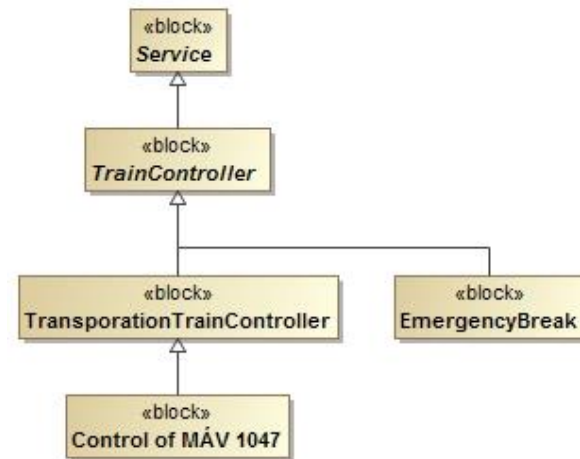 «block»
Service
«block»
TrainController
«block»
TransporationTrainController
«block»
EmergencyBreak
«block»
Control of MÁV 1047